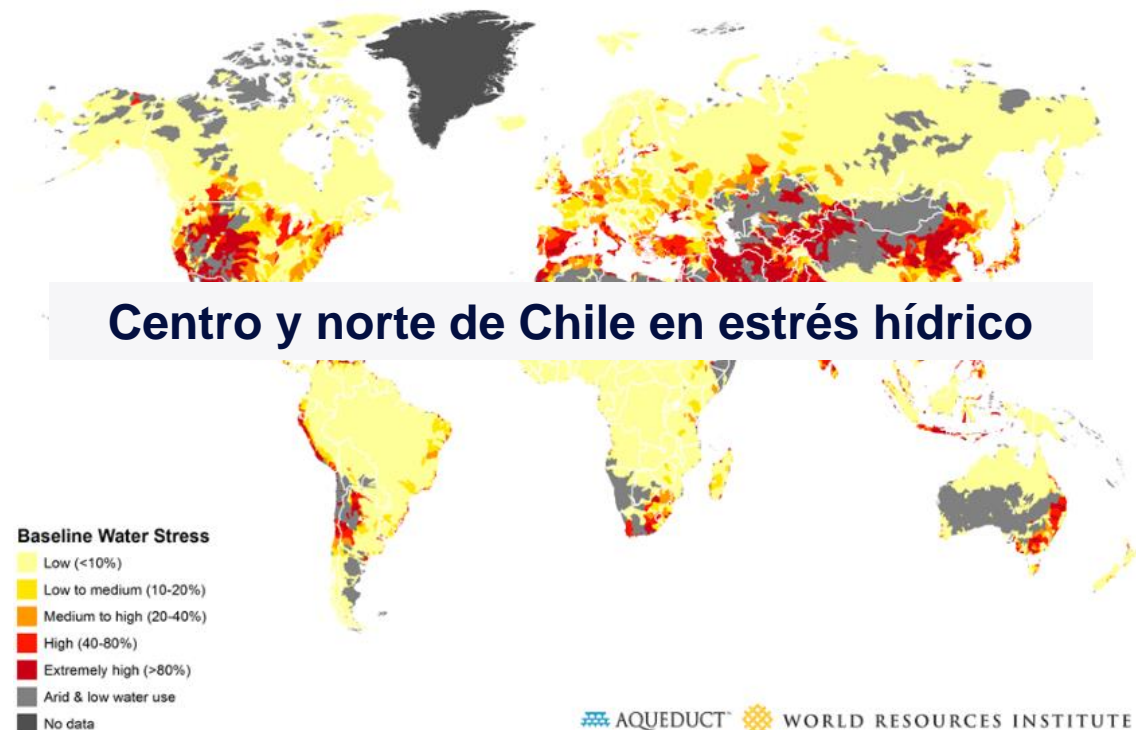 Centro y norte de Chile en estrés hídrico
Baseline Water Stress
Low (<10%)
Low to medium (10-20%)
Medium to high (20-40%)
High (40-80%)
Extremely high (>80%)
Arid & low water use
No data
AQUEDUCT™ WORLD RESOURCES INSTITUTE